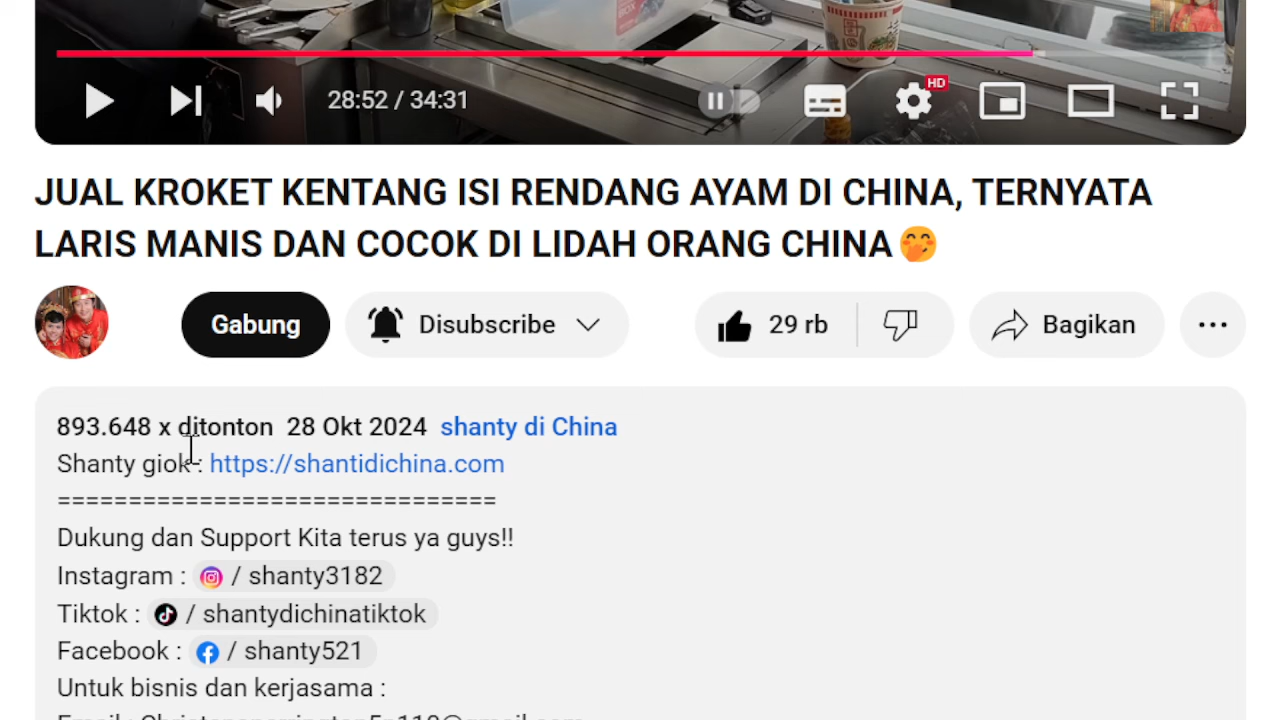 28:52 / 34:31
HD
JUAL KROKET KENTANG ISI RENDANG AYAM DI CHINA, TERNYATA
LARIS MANIS DAN COCOK DI LIDAH ORANG CHINA🤭
Gabung
Disubscribe
29 rb
Bagikan
893.648 x ditonton 28 Okt 2024 shanty di China
Shanty giok : https://shantidichina.com
===============================
Dukung dan Support Kita terus ya guys!!
Instagram : / shanty3182
Tiktok : / shantydichinatiktok
Facebook : / shanty521
Untuk bisnis dan kerjasama :